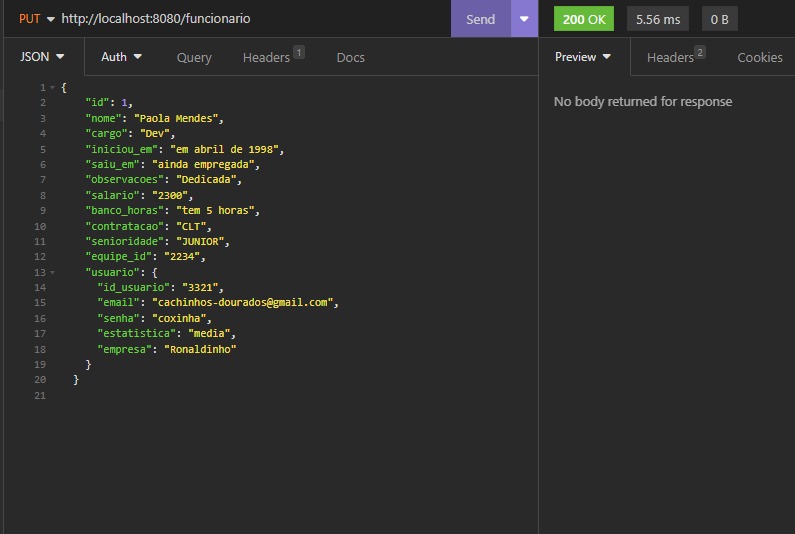 PUT http://localhost:8080/funcionario Send 200 OK 5.56 ms 0 B
JSON Auth Query Headers 1 Docs Preview Headers 2 Cookies
1 {
2 "id": 1,
3 "nome": "Paola Mendes",
4 "cargo": "Dev",
5 "iniciou_em": "em abril de 1998",
6 "saiu_em": "ainda empregada",
7 "observacoes": "Dedicada",
8 "salario": "2300",
9 "banco_horas": "tem 5 horas",
10 "contratacao": "CLT",
11 "senioridade": "JUNIOR",
12 "equipe_id": "2234",
13 "usuario": {
14 "id_usuario": "3321",
15 "email": "cachinhos-dourados@gmail.com",
16 "senha": "coxinha",
17 "estatistica": "media",
18 "empresa": "Ronaldinho"
19 }
20 }
21
No body returned for response